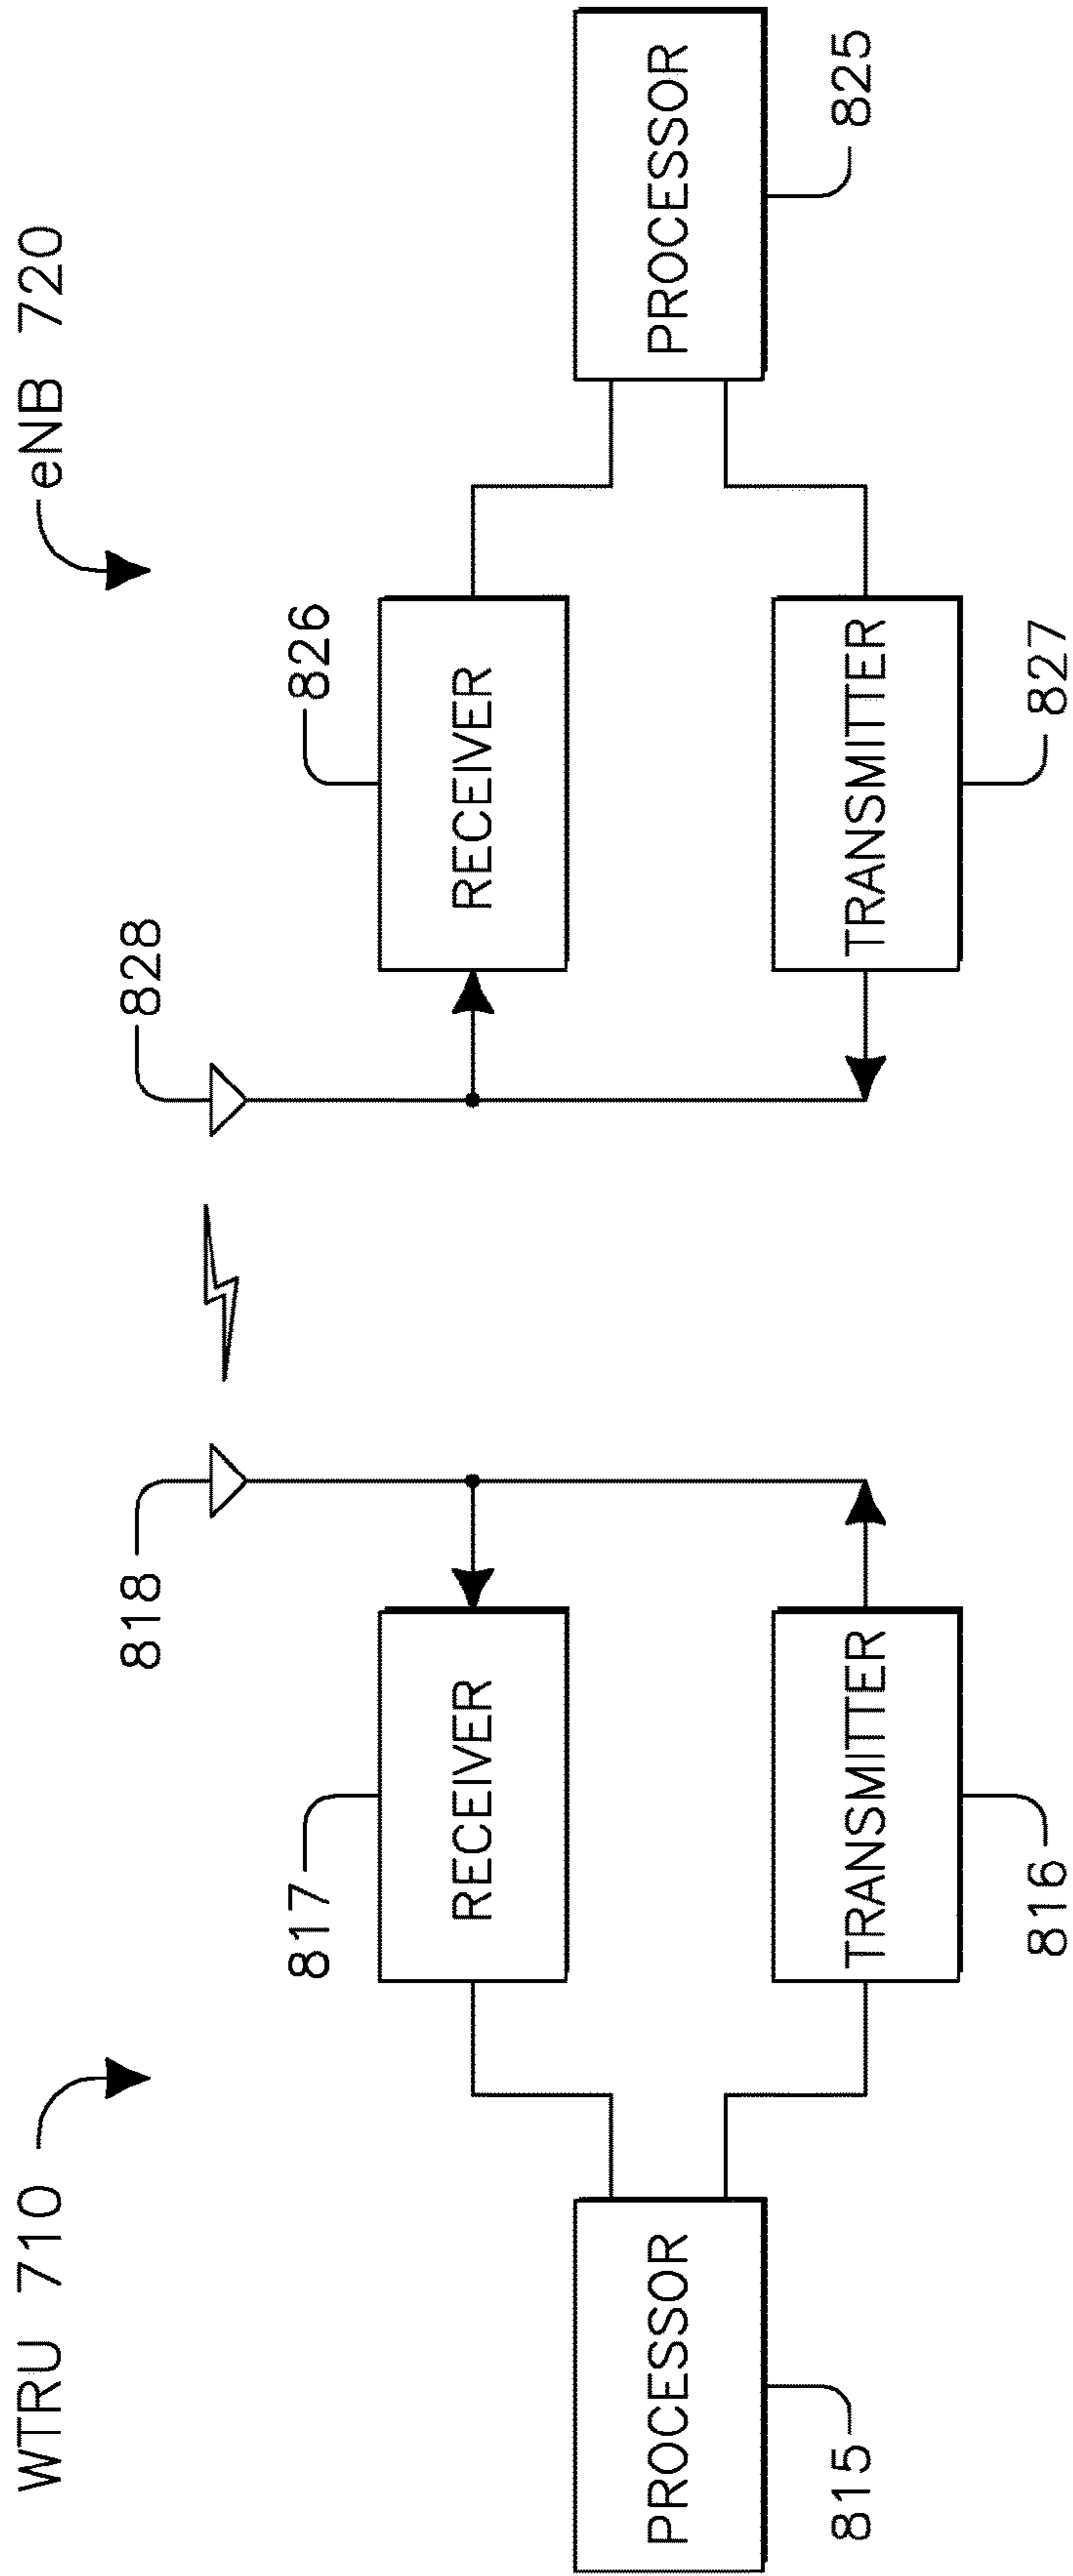 WTRU 710
eNB 720
818
828
817
826
RECEIVER
RECEIVER
PROCESSOR
PROCESSOR
815
825
TRANSMITTER
TRANSMITTER
816
827